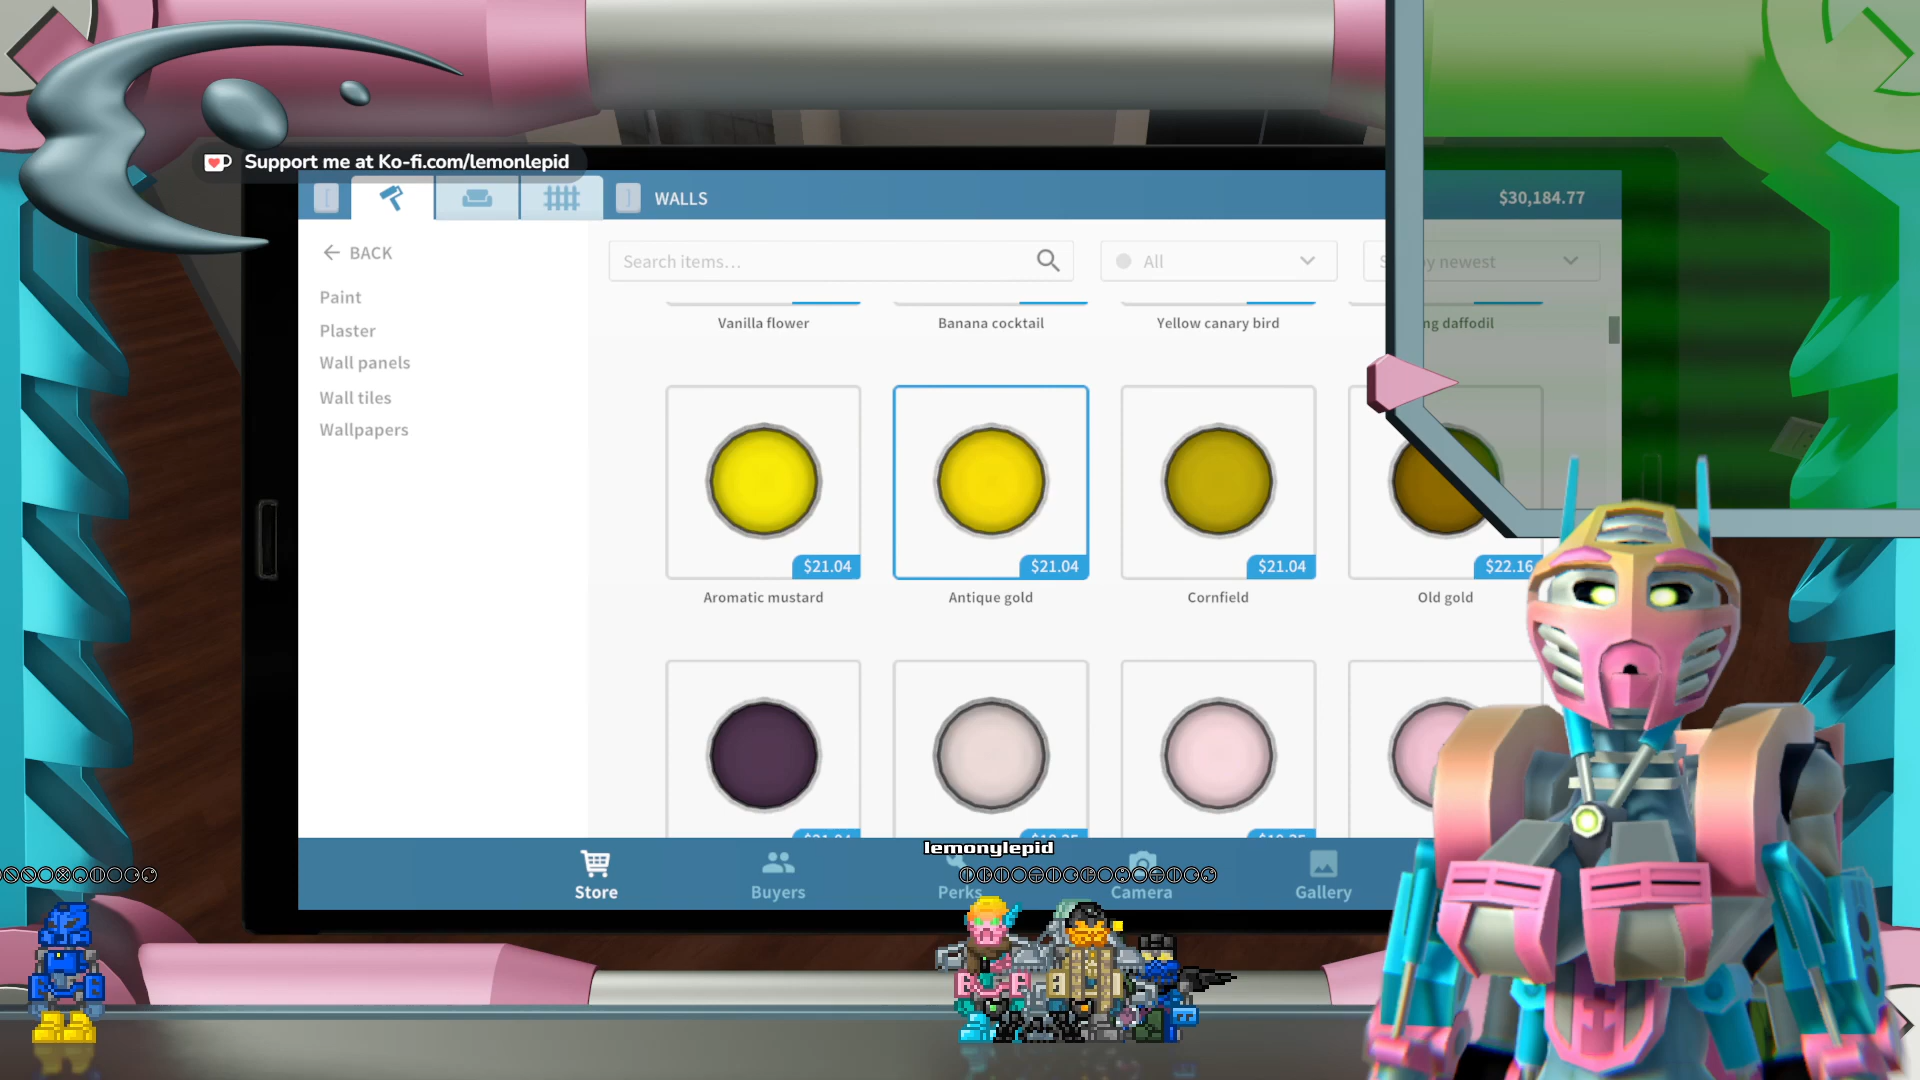 Support me at Ko-fi.com/lemonlepid
[
]
WALLS
$30,184.77
BACK
Search items...
All
by newest
Paint
Plaster
Wall panels
Wall tiles
Wallpapers
Vanilla flower
Banana cocktail
Yellow canary bird
daffodil
$21.04
$21.04
$21.04
$22.16
Aromatic mustard
Antique gold
Cornfield
Old gold
lemonylepid
Store
Buyers
Perks
Camera
Gallery